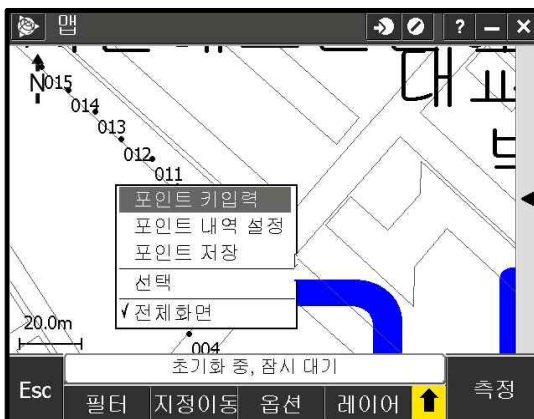 맵
? – ×
N
015
014
013
012
011
포인트 키입력
포인트 내역 설정
포인트 저장
선택
✓전체화면
20.0m
004
초기화 중, 잠시 대기
Esc 필터 지정이동 옵션 레이어 측정